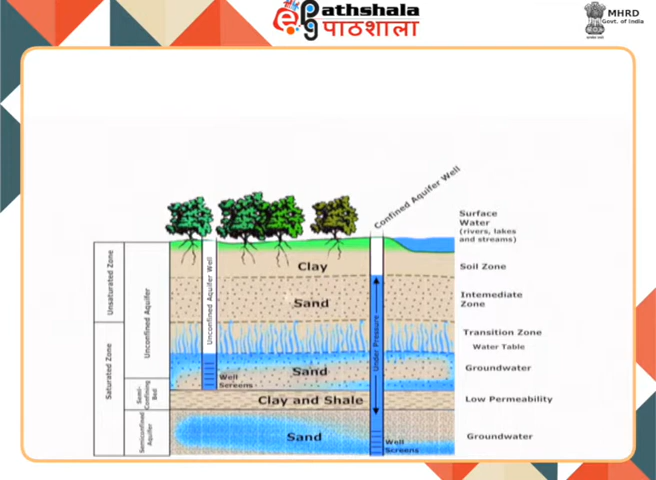 Pathshala
पाठशाला
MHRD
Govt. of India
Confined Aquifer Well
Surface
Water
(rivers, lakes
and streams)
Unsaturated Zone
Saturated Zone
Unconfined Aquifer
Semi-
Confining
Bed
Semiconfined
Aquifer
Unconfined Aquifer Well
Clay
Soil Zone
Sand
Intemediate
Zone
Under Pressure
Transition Zone
Water Table
Sand
Groundwater
Well
Screens
Clay and Shale
Low Permeability
Sand
Groundwater
Well
Screens